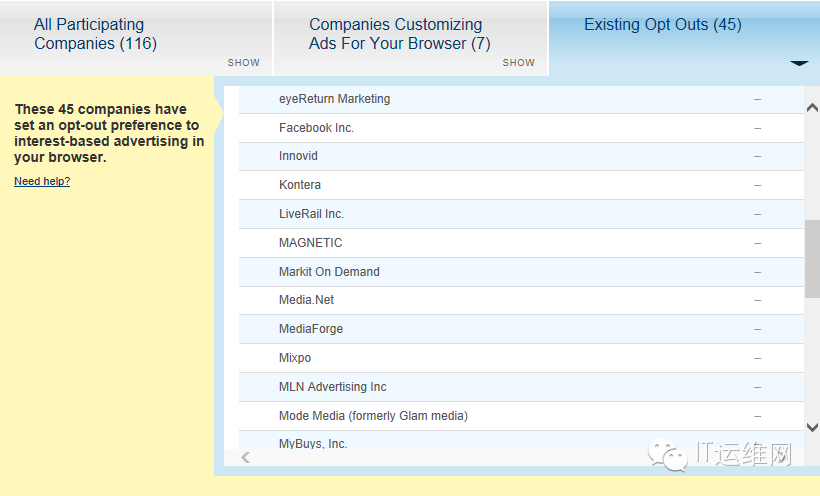 All Participating
Companies (116)
SHOW
Companies Customizing
Ads For Your Browser (7)
SHOW
Existing Opt Outs (45)
These 45 companies have
set an opt-out preference to
interest-based advertising in
your browser.
Need help?
eyeReturn Marketing –
Facebook Inc. –
Innovid –
Kontera –
LiveRail Inc. –
MAGNETIC –
Markit On Demand –
Media.Net –
MediaForge –
Mixpo –
MLN Advertising Inc –
Mode Media (formerly Glam media) –
MyBuys, Inc.
IT运维网